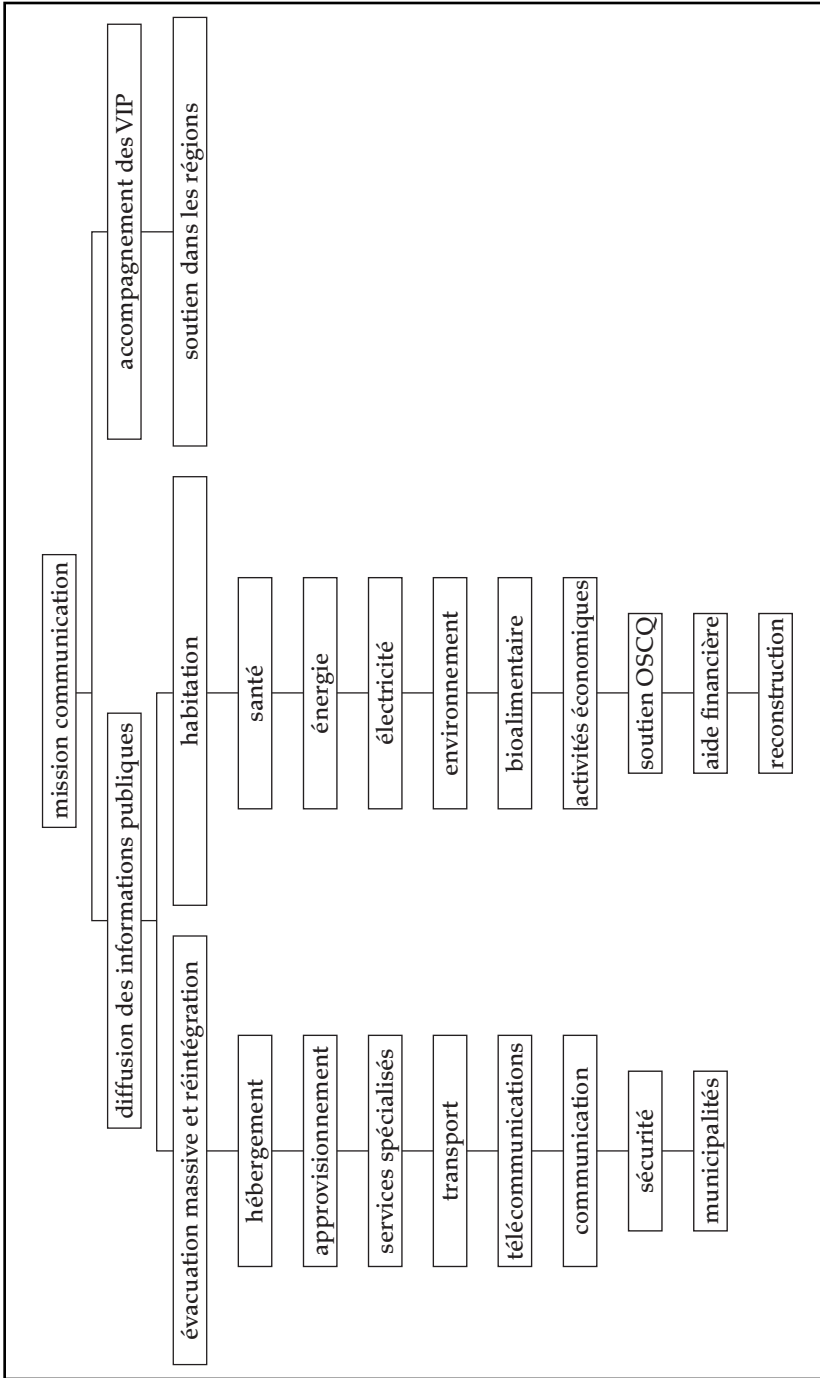 mission communication
diffusion des informations publiques
accompagnement des VIP
évacuation massive et réintégration
habitation
soutien dans les régions
hébergement
santé
approvisionnement
énergie
services spécialisés
électricité
transport
environnement
télécommunications
bioalimentaire
communication
activités économiques
sécurité
soutien OSCQ
municipalités
aide financière
reconstruction